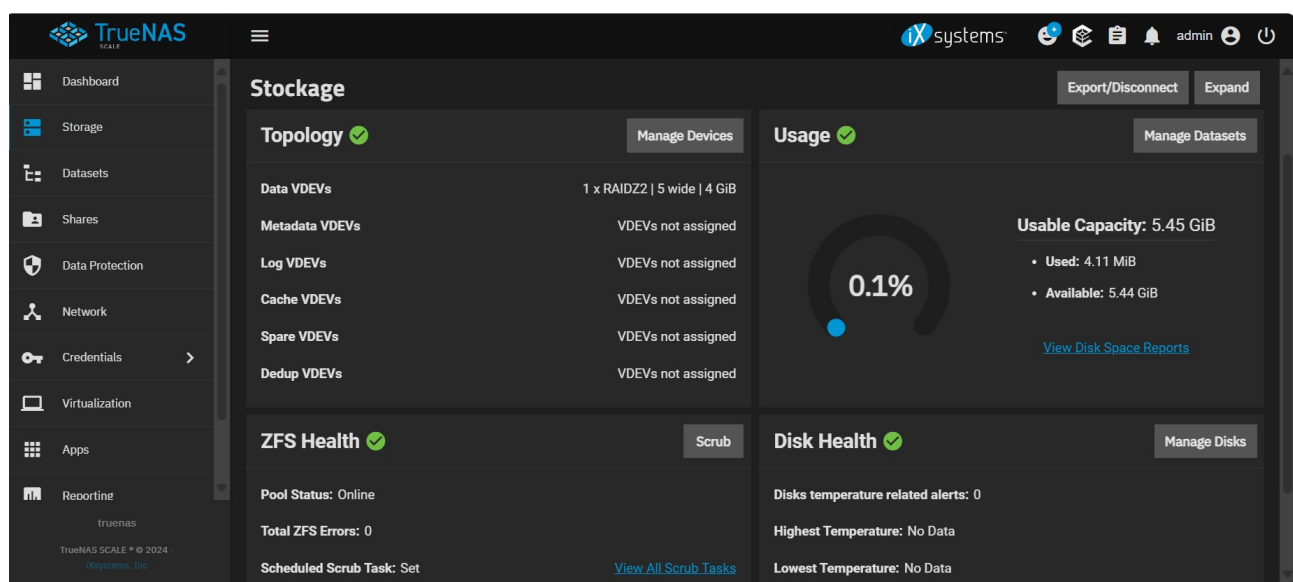 TrueNAS
SCALE
iXsystems
admin
Dashboard
Storage
Datasets
Shares
Data Protection
Network
Credentials
Virtualization
Apps
Reporting
truenas
TrueNAS SCALE ® © 2024 -
iXsystems, Inc
Stockage
Export/Disconnect
Expand
Topology
Manage Devices
Data VDEVs 1 x RAIDZ2 | 5 wide | 4 GiB
Metadata VDEVs VDEVs not assigned
Log VDEVs VDEVs not assigned
Cache VDEVs VDEVs not assigned
Spare VDEVs VDEVs not assigned
Dedup VDEVs VDEVs not assigned
Usage
Manage Datasets
0.1%
Usable Capacity: 5.45 GiB
• Used: 4.11 MiB
• Available: 5.44 GiB
View Disk Space Reports
ZFS Health
Scrub
Pool Status: Online
Total ZFS Errors: 0
Scheduled Scrub Task: Set View All Scrub Tasks
Disk Health
Manage Disks
Disks temperature related alerts: 0
Highest Temperature: No Data
Lowest Temperature: No Data